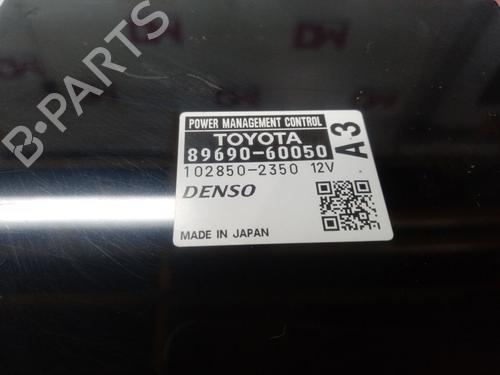 POWER MANAGEMENT CONTROL
TOYOTA
89690-60050
A3
102850-2350 12V
DENSO
MADE IN JAPAN
B-PARTS